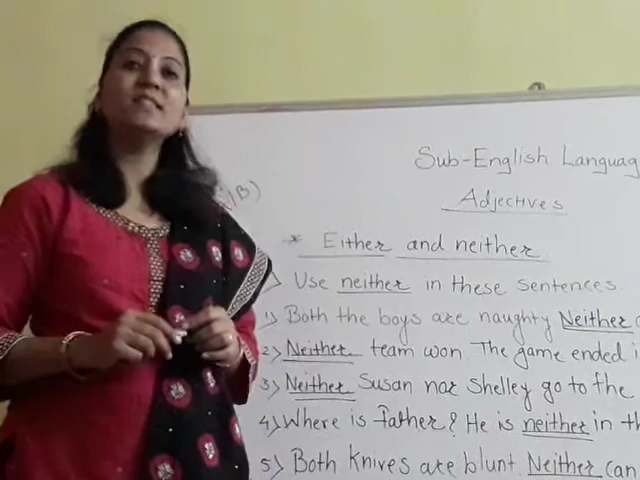 Sub-English Languag
Adjectives
* Either and neither
Use neither in these sentences
1) Both the boys are naughty Neither
2) Neither team won. The game ended i
3) Neither Susan nor Shelley go to the
4) Where is father? He is neither in th
5) Both Knives are blunt. Neither can